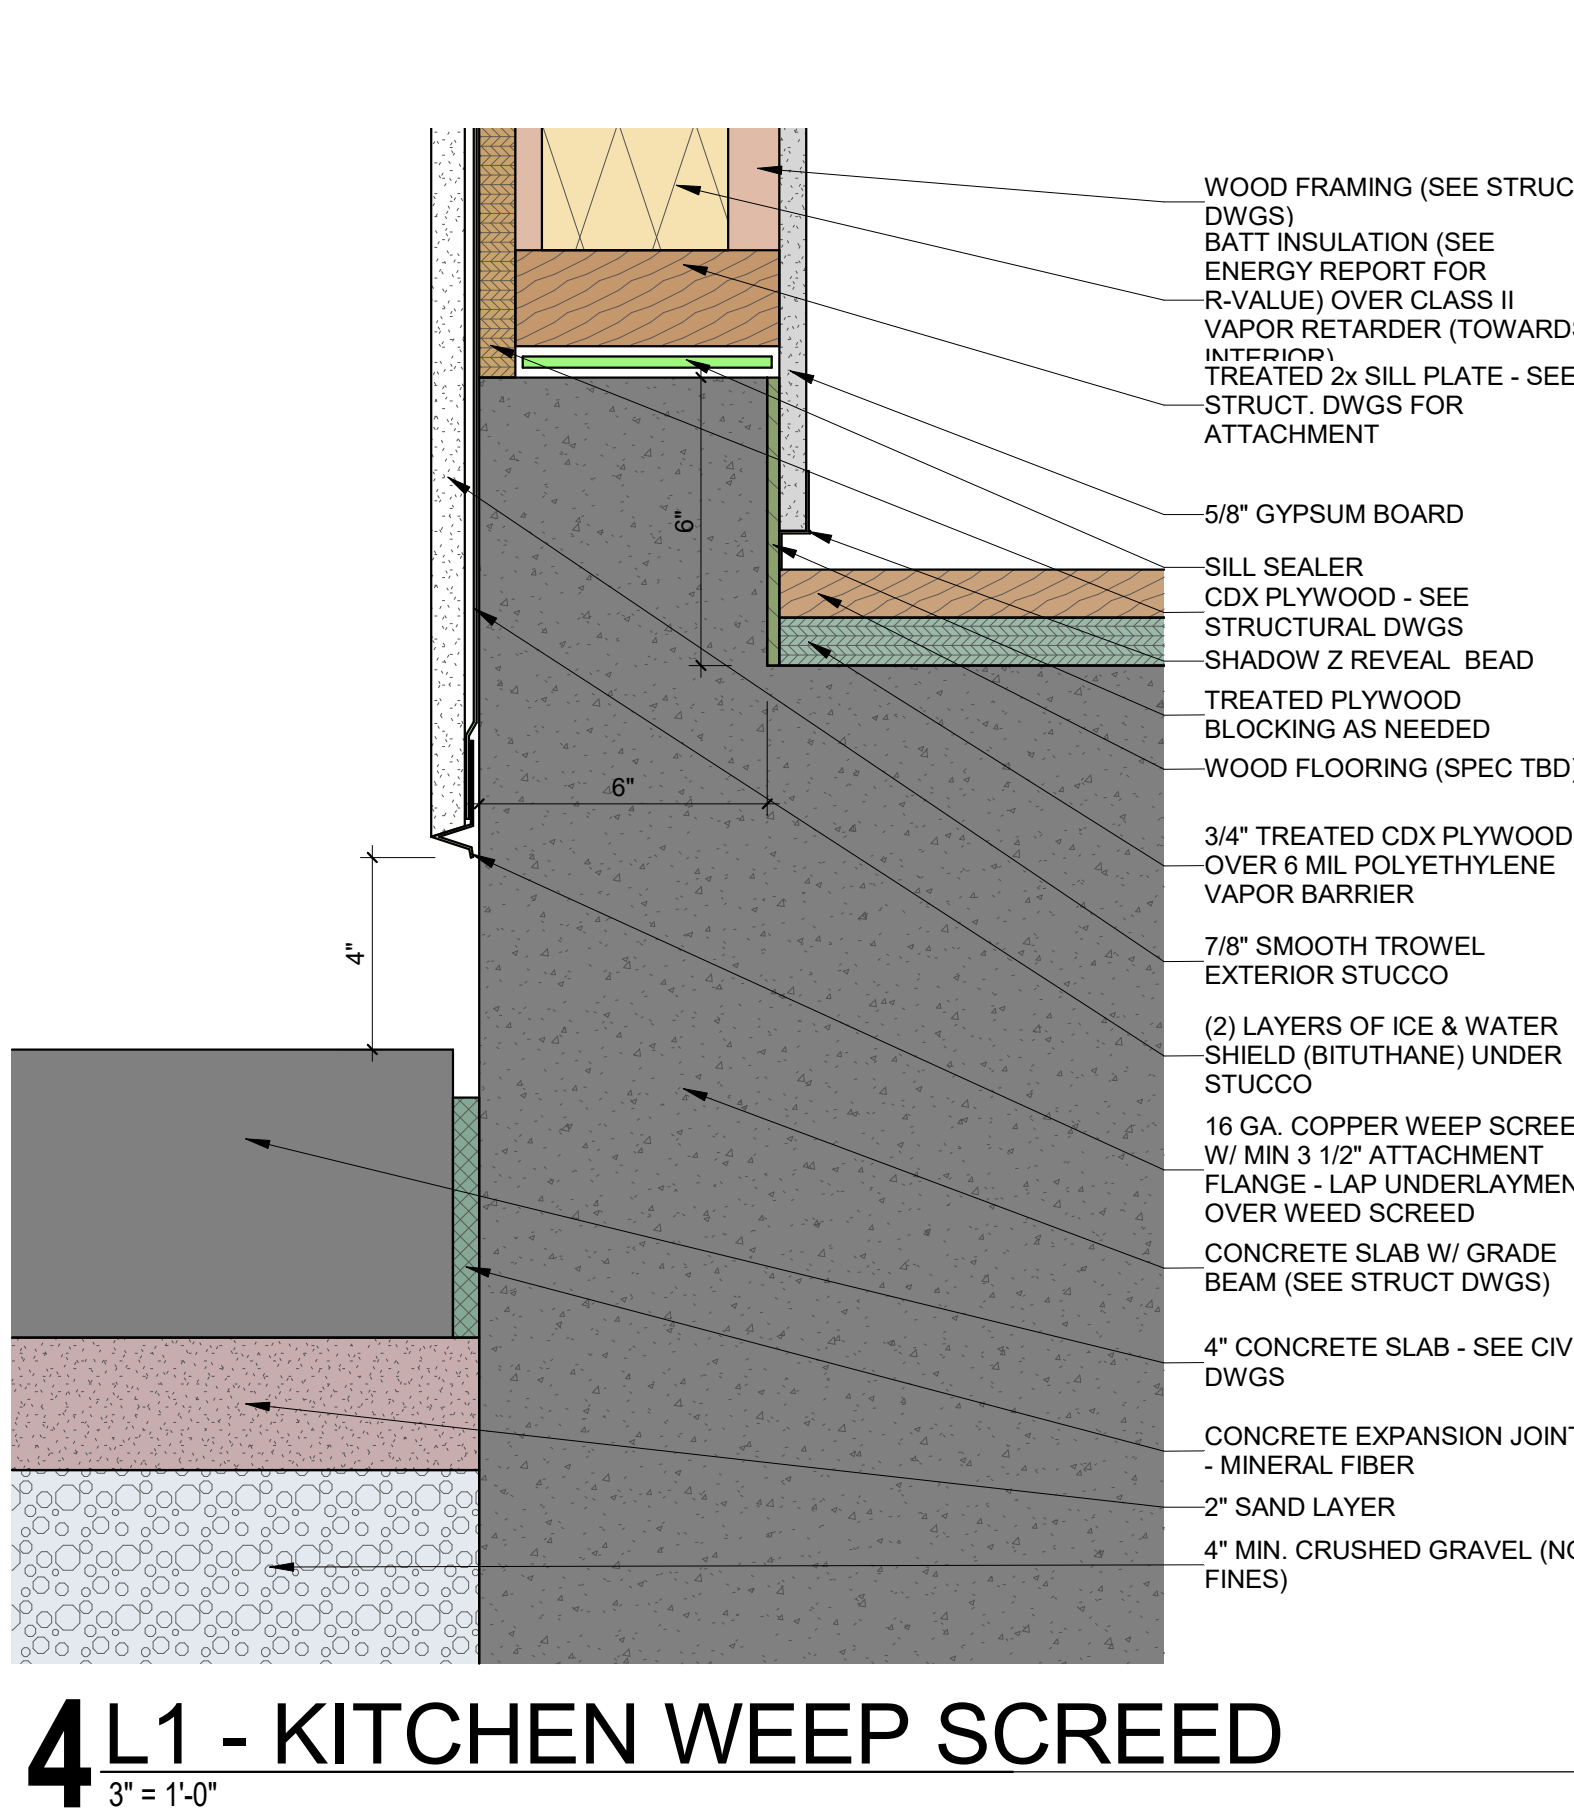 WOOD FRAMING (SEE STRUC
DWGS)
BATT INSULATION (SEE
ENERGY REPORT FOR
R-VALUE) OVER CLASS II
VAPOR RETARDER (TOWARDS
INTERIOR)
TREATED 2x SILL PLATE - SEE
STRUCT. DWGS FOR
ATTACHMENT
5/8" GYPSUM BOARD
SILL SEALER
CDX PLYWOOD - SEE
STRUCTURAL DWGS
SHADOW Z REVEAL BEAD
TREATED PLYWOOD
BLOCKING AS NEEDED
WOOD FLOORING (SPEC TBD)
3/4" TREATED CDX PLYWOOD
OVER 6 MIL POLYETHYLENE
VAPOR BARRIER
7/8" SMOOTH TROWEL
EXTERIOR STUCCO
(2) LAYERS OF ICE & WATER
SHIELD (BITUTHANE) UNDER
STUCCO
16 GA. COPPER WEEP SCREE
W/ MIN 3 1/2" ATTACHMENT
FLANGE - LAP UNDERLAYMEN
OVER WEED SCREED
CONCRETE SLAB W/ GRADE
BEAM (SEE STRUCT DWGS)
4" CONCRETE SLAB - SEE CIV
DWGS
CONCRETE EXPANSION JOINT
- MINERAL FIBER
2" SAND LAYER
4" MIN. CRUSHED GRAVEL (NO
FINES)
6"
6"
4"
4 L1 - KITCHEN WEEP SCREED
3" = 1'-0"